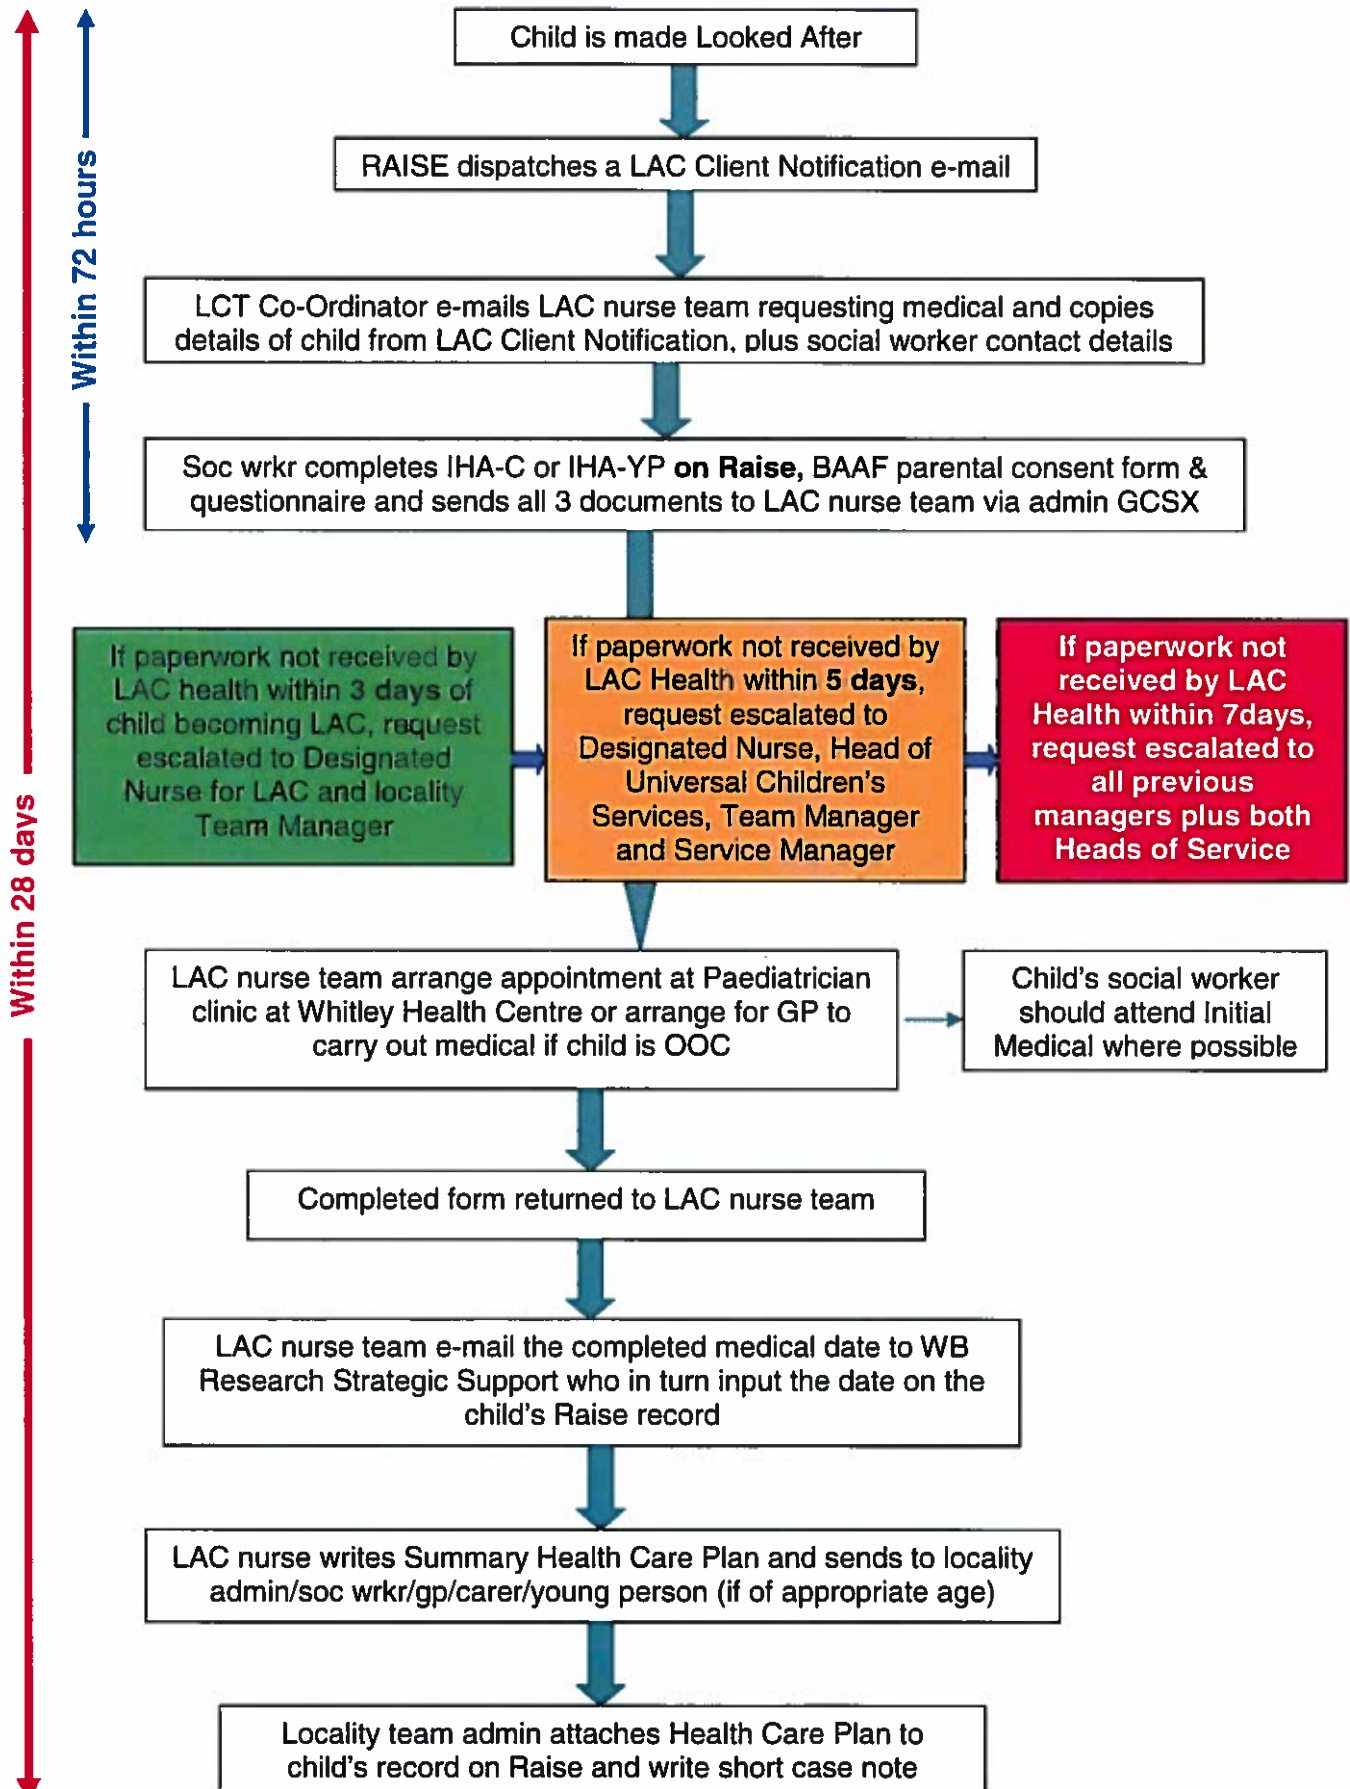 Child is made Looked After
RAISE dispatches a LAC Client Notification e-mail
Within 72 hours
LCT Co-Ordinator e-mails LAC nurse team requesting medical and copies
details of child from LAC Client Notification, plus social worker contact details
Soc wrkr completes IHA-C or IHA-YP on Raise, BAAF parental consent form &
questionnaire and sends all 3 documents to LAC nurse team via admin GCSX
Within 28 days
If paperwork not received by
LAC health within 3 days of
child becoming LAC, request
escalated to Designated
Nurse for LAC and locality
Team Manager
If paperwork not received by
LAC Health within 5 days,
request escalated to
Designated Nurse, Head of
Universal Children's
Services, Team Manager
and Service Manager
If paperwork not
received by LAC
Health within 7days,
request escalated to
all previous
managers plus both
Heads of Service
LAC nurse team arrange appointment at Paediatrician
clinic at Whitley Health Centre or arrange for GP to
carry out medical if child is OOC
Child's social worker
should attend Initial
Medical where possible
Completed form returned to LAC nurse team
LAC nurse team e-mail the completed medical date to WB
Research Strategic Support who in turn input the date on the
child's Raise record
LAC nurse writes Summary Health Care Plan and sends to locality
admin/soc wrkr/gp/carer/young person (if of appropriate age)
Locality team admin attaches Health Care Plan to
child's record on Raise and write short case note